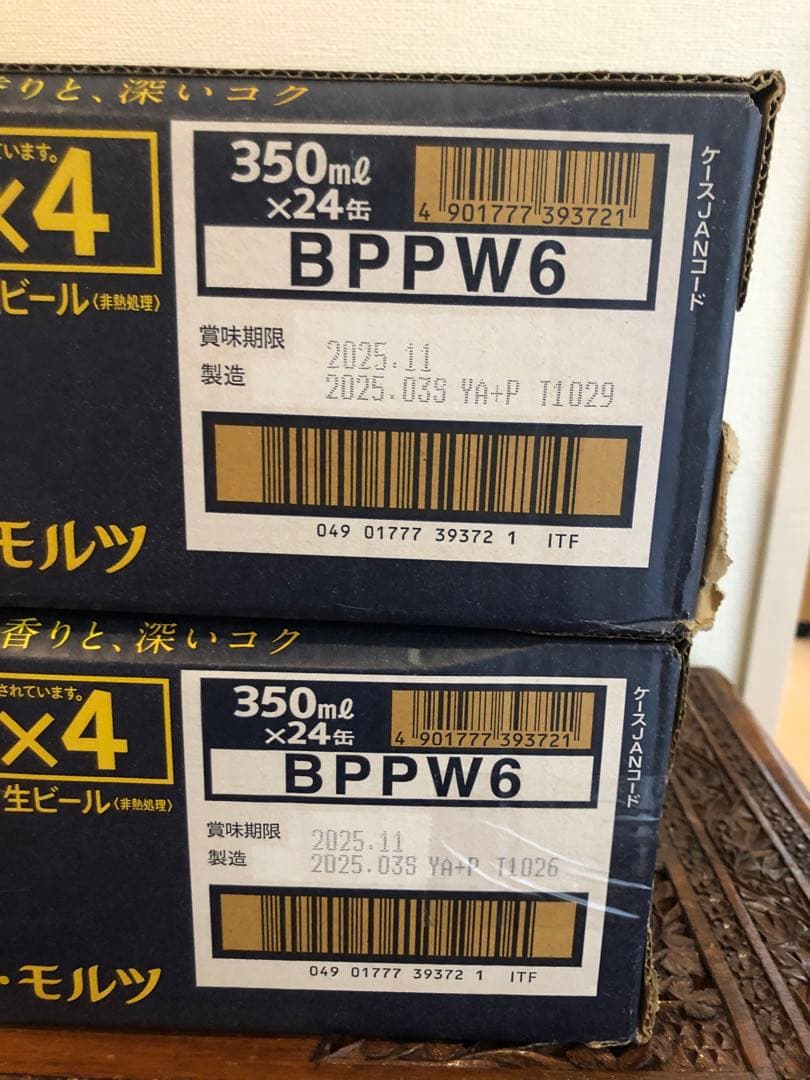 香りと、深いコク
ています。
×4
ビール〈非熱処理〉
モルツ
350mℓ
×24缶
4 901777 393721
BPPW6
ケースJANコード
賞味期限 2025.11
製造 2025.03S YA+P T1029
049 01777 39372 1 ITF
香りと、深いコク
されています。
×4
生ビール〈非熱処理〉
・モルツ
350mℓ
×24缶
4 901777 393721
BPPW6
ケースJANコード
賞味期限 2025.11
製造 2025.03S YA+P T1026
049 01777 39372 1 ITF